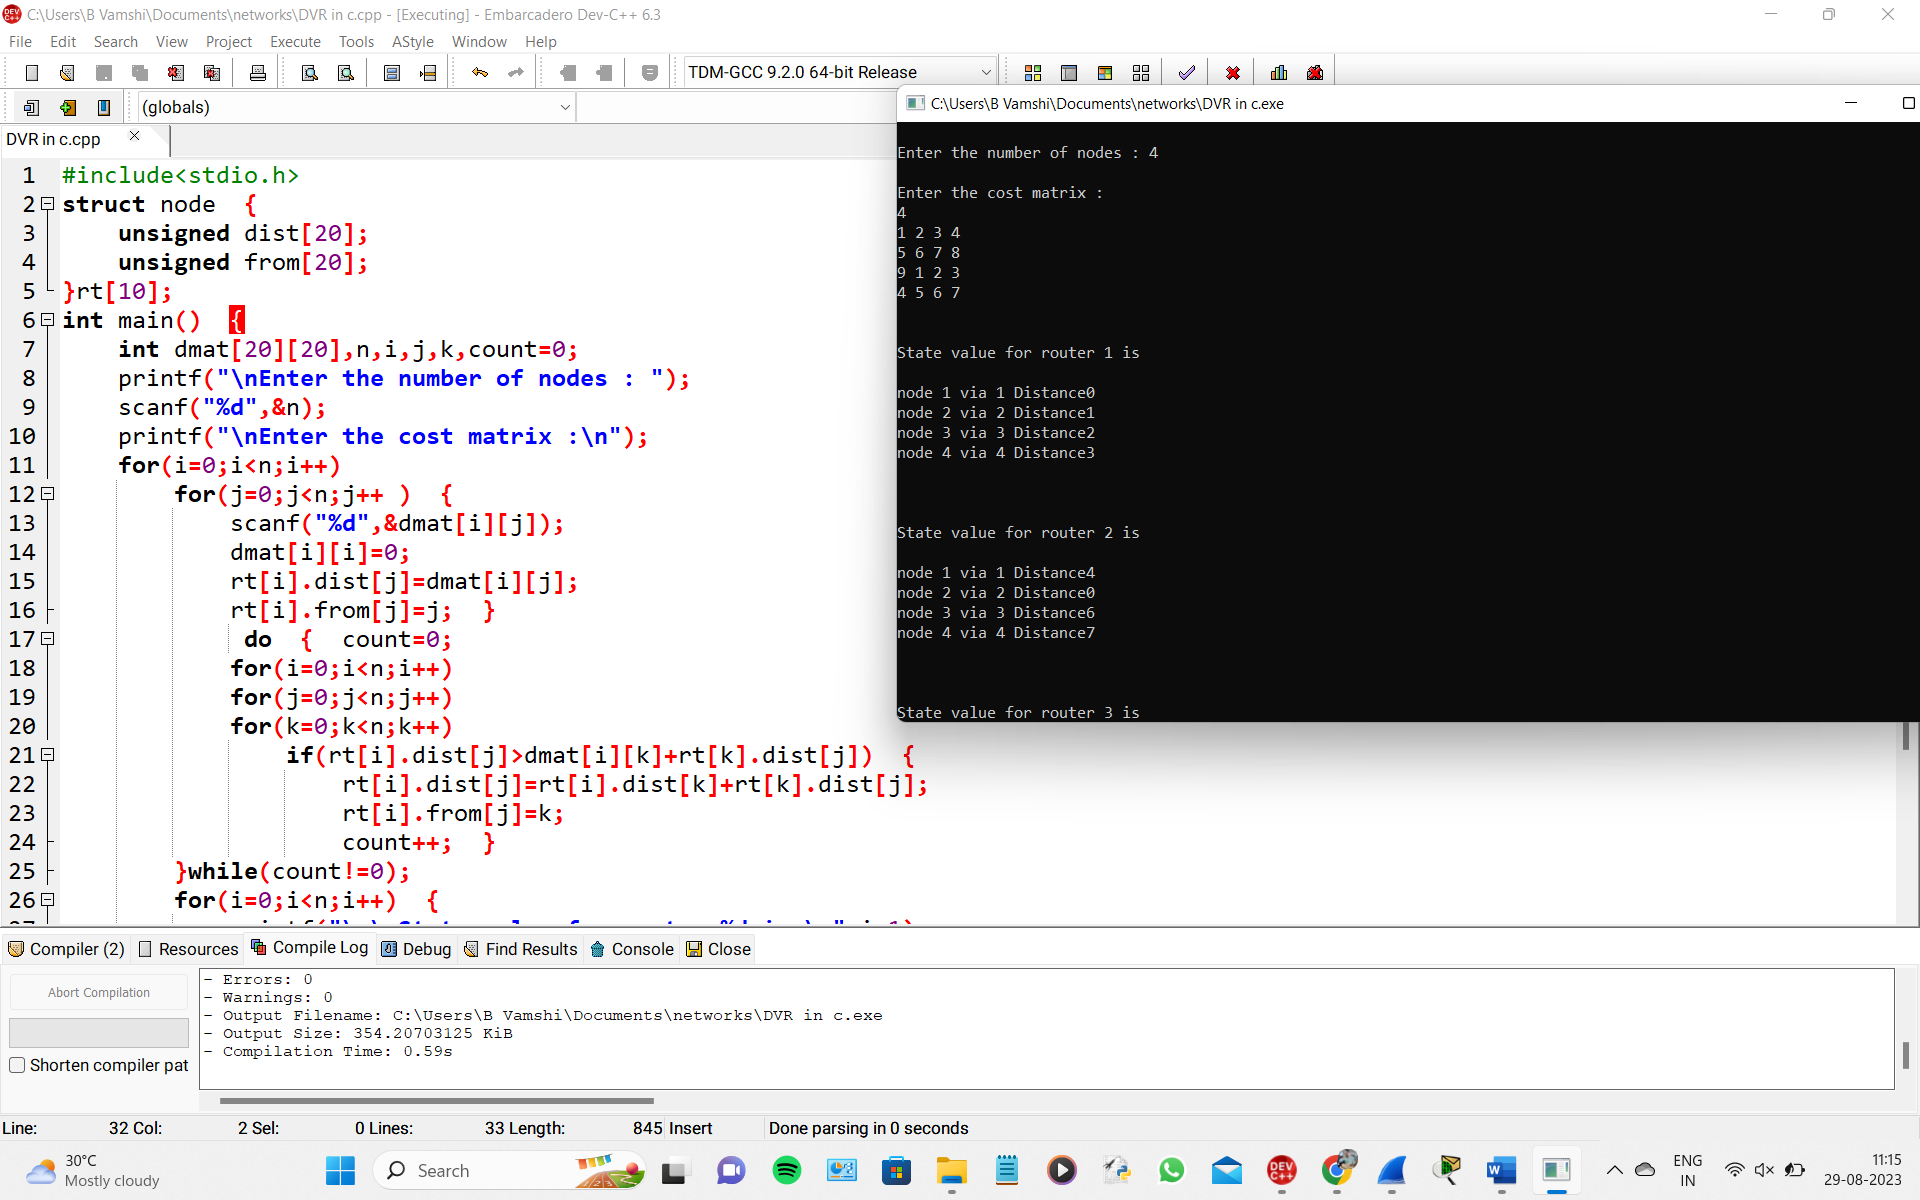 C:\Users\B Vamshi\Documents\networks\DVR in c.cpp - [Executing] - Embarcadero Dev-C++ 6.3
File Edit Search View Project Execute Tools AStyle Window Help
TDM-GCC 9.2.0 64-bit Release
(globals)
DVR in c.cpp
1 #include<stdio.h>
2 struct node {
3 unsigned dist[20];
4 unsigned from[20];
5 }rt[10];
6 int main() {
7 int dmat[20][20],n,i,j,k,count=0;
8 printf("\nEnter the number of nodes : ");
9 scanf("%d",&n);
10 printf("\nEnter the cost matrix :\n");
11 for(i=0;i<n;i++)
12 for(j=0;j<n;j++ ) {
13 scanf("%d",&dmat[i][j]);
14 dmat[i][i]=0;
15 rt[i].dist[j]=dmat[i][j];
16 rt[i].from[j]=j; }
17 do { count=0;
18 for(i=0;i<n;i++)
19 for(j=0;j<n;j++)
20 for(k=0;k<n;k++)
21 if(rt[i].dist[j]>dmat[i][k]+rt[k].dist[j]) {
22 rt[i].dist[j]=rt[i].dist[k]+rt[k].dist[j];
23 rt[i].from[j]=k;
24 count++; }
25 }while(count!=0);
26 for(i=0;i<n;i++) {
C:\Users\B Vamshi\Documents\networks\DVR in c.exe
Enter the number of nodes : 4
Enter the cost matrix :
4
1 2 3 4
5 6 7 8
9 1 2 3
4 5 6 7
State value for router 1 is
node 1 via 1 Distance0
node 2 via 2 Distance1
node 3 via 3 Distance2
node 4 via 4 Distance3
State value for router 2 is
node 1 via 1 Distance4
node 2 via 2 Distance0
node 3 via 3 Distance6
node 4 via 4 Distance7
State value for router 3 is
Compiler (2) Resources Compile Log Debug Find Results Console Close
Abort Compilation
Shorten compiler pat
- Errors: 0
- Warnings: 0
- Output Filename: C:\Users\B Vamshi\Documents\networks\DVR in c.exe
- Output Size: 354.20703125 KiB
- Compilation Time: 0.59s
Line: 32 Col: 2 Sel: 0 Lines: 33 Length: 845 Insert Done parsing in 0 seconds
30°C
Mostly cloudy
Search
ENG
IN
11:15
29-08-2023